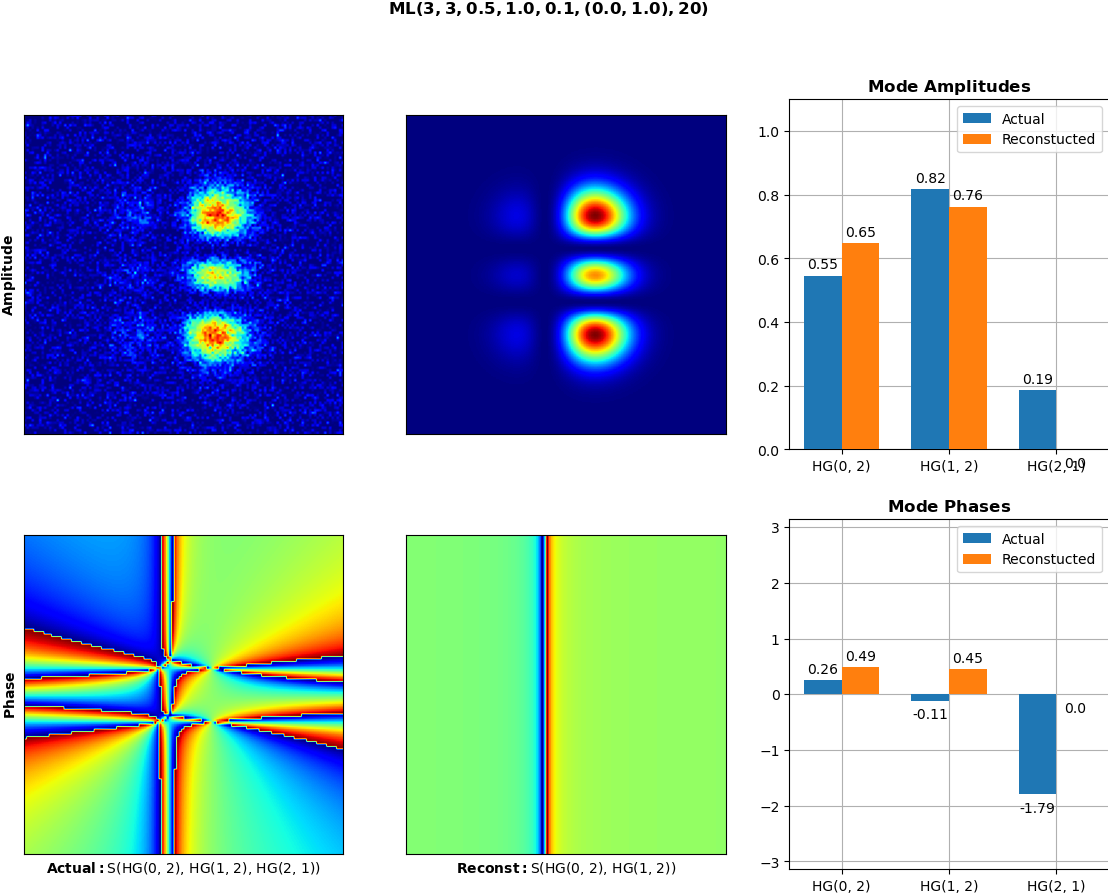 ML(3, 3, 0.5, 1.0, 0.1, (0.0, 1.0), 20)
Amplitude
Mode Amplitudes
Actual
Reconstucted
1.0
0.8
0.6
0.4
0.2
0.0
0.55
0.65
0.82
0.76
0.19
0.0
HG(0, 2)
HG(1, 2)
HG(2, 1)
Phase
Actual: S(HG(0, 2), HG(1, 2), HG(2, 1))
Reconst: S(HG(0, 2), HG(1, 2))
Mode Phases
Actual
Reconstucted
3
2
1
0
−1
−2
−3
0.26
0.49
-0.11
0.45
-1.79
0.0
HG(0, 2)
HG(1, 2)
HG(2, 1)